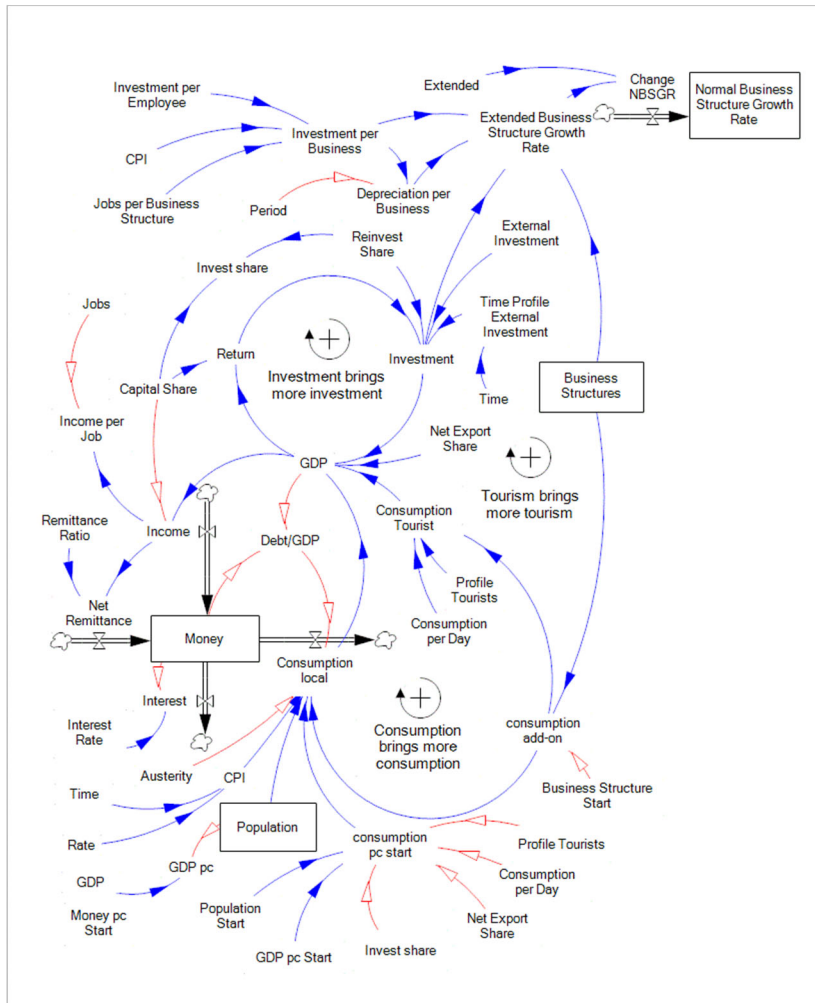 Investment per
Employee
Extended
Change
NBSGR
Normal Business
Structure Growth
Rate
Investment per
Business
Extended Business
Structure Growth
Rate
CPI
Jobs per Business
Structure
Period
Depreciation per
Business
Reinvest
Share
External
Investment
Invest share
Time Profile
External
Investment
Jobs
Return
Investment
Capital Share
Investment brings
more investment
Time
Business
Structures
Income per
Job
Net Export
Share
GDP
Tourism brings
more tourism
Consumption
Tourist
Remittance
Ratio
Income
Debt/GDP
Profile
Tourists
Net
Remittance
Consumption
per Day
Money
Consumption
local
Interest
Interest
Rate
Consumption
brings more
consumption
consumption
add-on
Austerity
CPI
Business Structure
Start
Time
Population
Rate
consumption
pc start
Profile Tourists
GDP pc
Consumption
per Day
GDP
Money pc
Start
Population
Start
Net Export
Share
GDP pc Start
Invest share